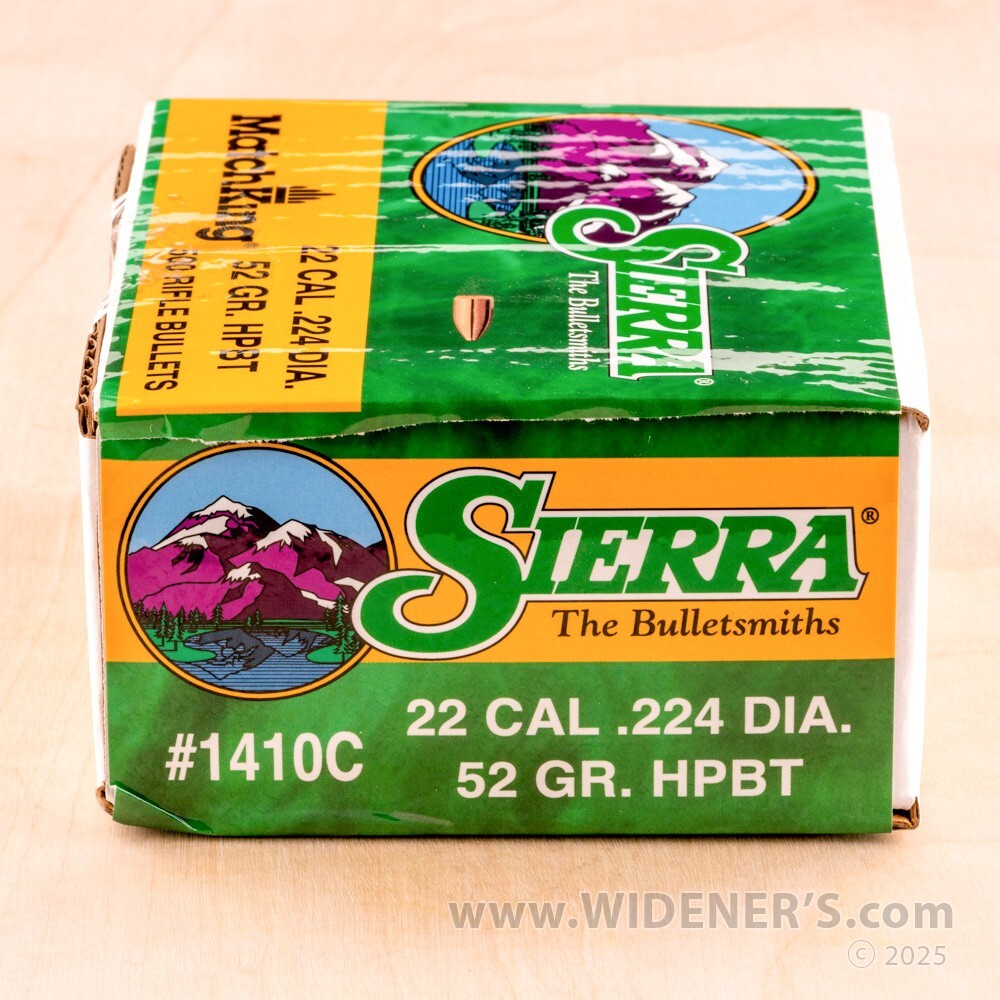 MatchKing®
22 CAL .224 DIA.
52 GR. HPBT
500 RIFLE BULLETS
SIERRA®
The Bulletsmiths
SIERRA®
The Bulletsmiths
#1410C
22 CAL .224 DIA.
52 GR. HPBT
www.WIDENER'S.com
© 2025